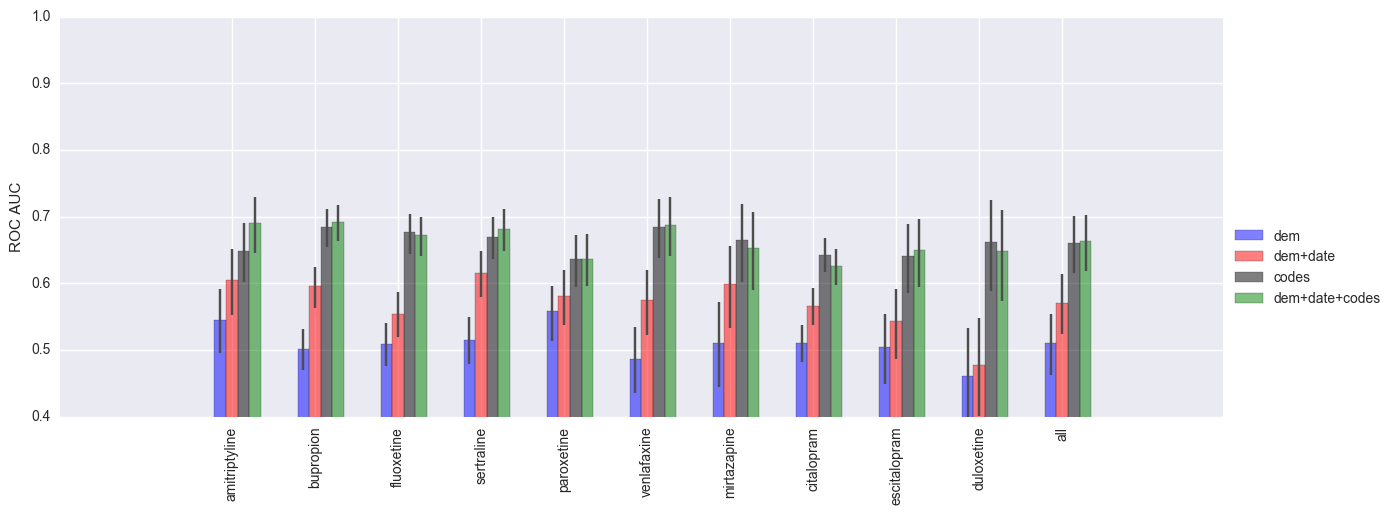 1.0
0.9
0.8
0.7
0.6
0.5
0.4
ROC AUC
amitriptyline
bupropion
fluoxetine
sertraline
paroxetine
venlafaxine
mirtazapine
citalopram
escitalopram
duloxetine
all
dem
dem+date
codes
dem+date+codes